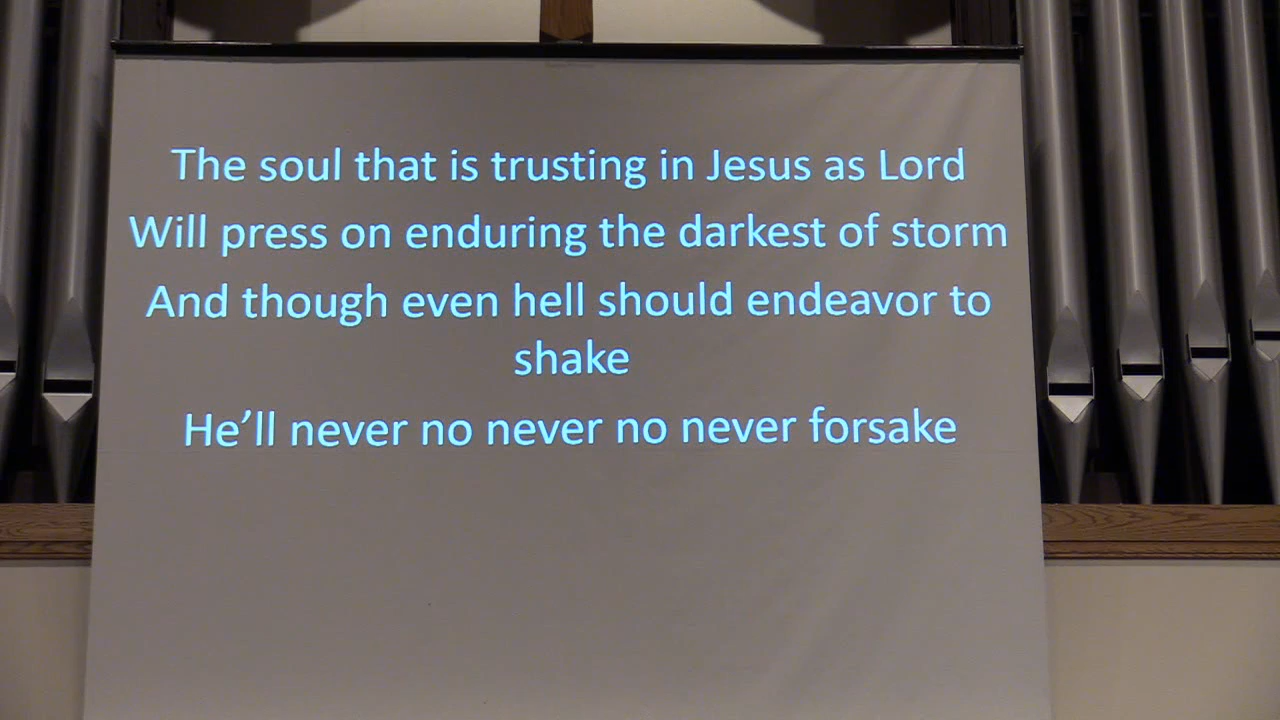 The soul that is trusting in Jesus as Lord
Will press on enduring the darkest of storm
And though even hell should endeavor to
shake
He’ll never no never no never forsake